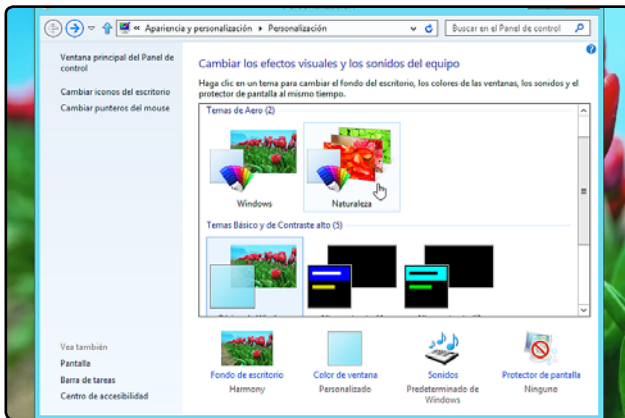 « Apariencia y personalización ▸ Personalización
Buscar en el Panel de control
Ventana principal del Panel de
control
Cambiar iconos del escritorio
Cambiar punteros del mouse
Cambiar los efectos visuales y los sonidos del equipo
Haga clic en un tema para cambiar el fondo del escritorio, los colores de las ventanas, los sonidos y el
protector de pantalla al mismo tiempo.
Temas de Aero (2)
Windows
Naturaleza
Temas Básico y de Contraste alto (5)
Vea también
Pantalla
Barra de tareas
Centro de accesibilidad
Fondo de escritorio
Harmony
Color de ventana
Personalizado
Sonidos
Predeterminado de
Windows
Protector de pantalla
Ninguno